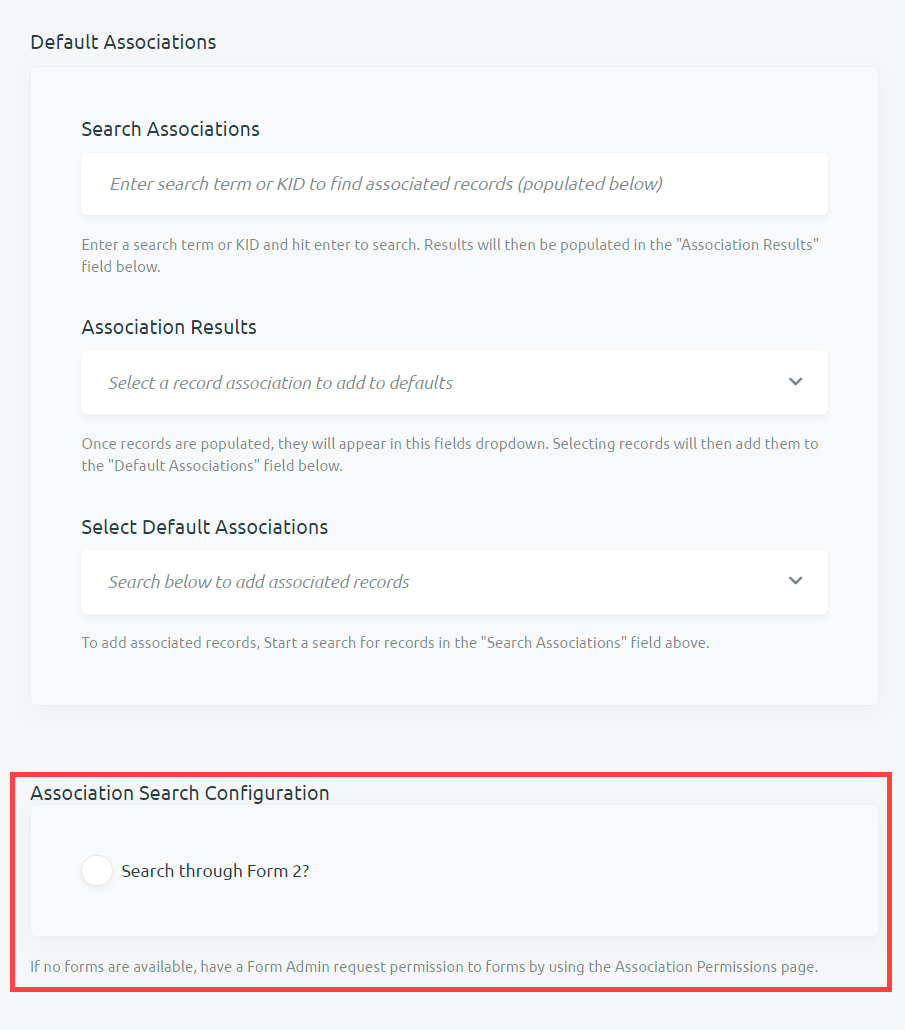 Default Associations
Search Associations
Enter search term or KID to find associated records (populated below)
Enter a search term or KID and hit enter to search. Results will then be populated in the "Association Results"
field below.
Association Results
Select a record association to add to defaults
Once records are populated, they will appear in this fields dropdown. Selecting records will then add them to
the "Default Associations" field below.
Select Default Associations
Search below to add associated records
To add associated records, Start a search for records in the "Search Associations" field above.
Association Search Configuration
Search through Form 2?
If no forms are available, have a Form Admin request permission to forms by using the Association Permissions page.